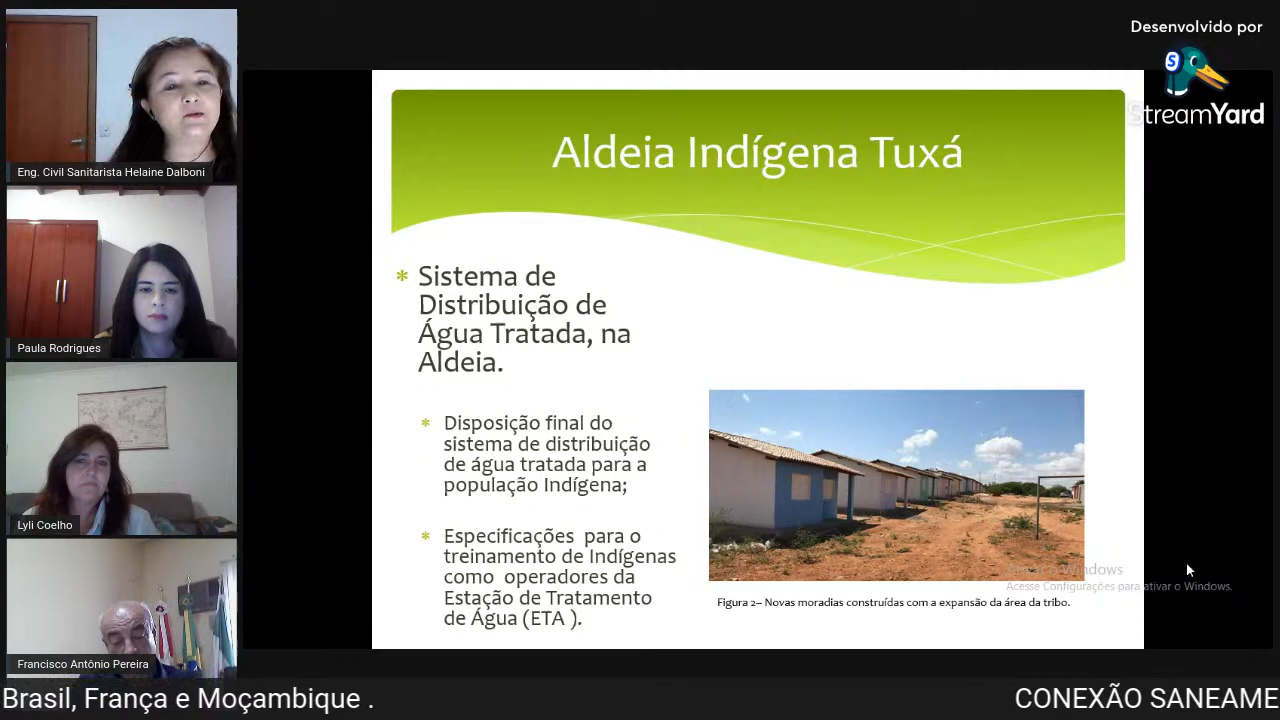 Desenvolvido por
StreamYard
Eng. Civil Sanitarista Helaine Dalboni
Paula Rodrigues
Lyli Coelho
Francisco Antônio Pereira
Aldeia Indígena Tuxá
* Sistema de
Distribuição de
Água Tratada, na
Aldeia.
* Disposição final do
sistema de distribuição
de água tratada para a
população Indígena;
* Especificações para o
treinamento de Indígenas
como operadores da
Estação de Tratamento
de Água (ETA ).
Windows
Acesse Configurações para ativar o Windows.
Figura 2– Novas moradias construídas com a expansão da área da tribo.
Brasil, França e Moçambique .
CONEXÃO SANEAME